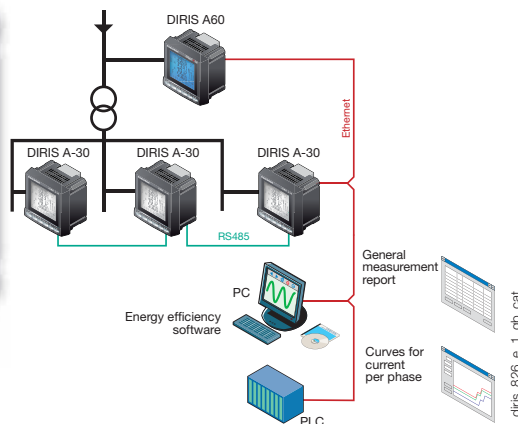 DIRIS A60
Ethernet
DIRIS A-30
DIRIS A-30
DIRIS A-30
RS485
General
measurement
report
PC
Energy efficiency
software
Curves for
current
per phase
PLC
diris_826_e_1_gb_cat